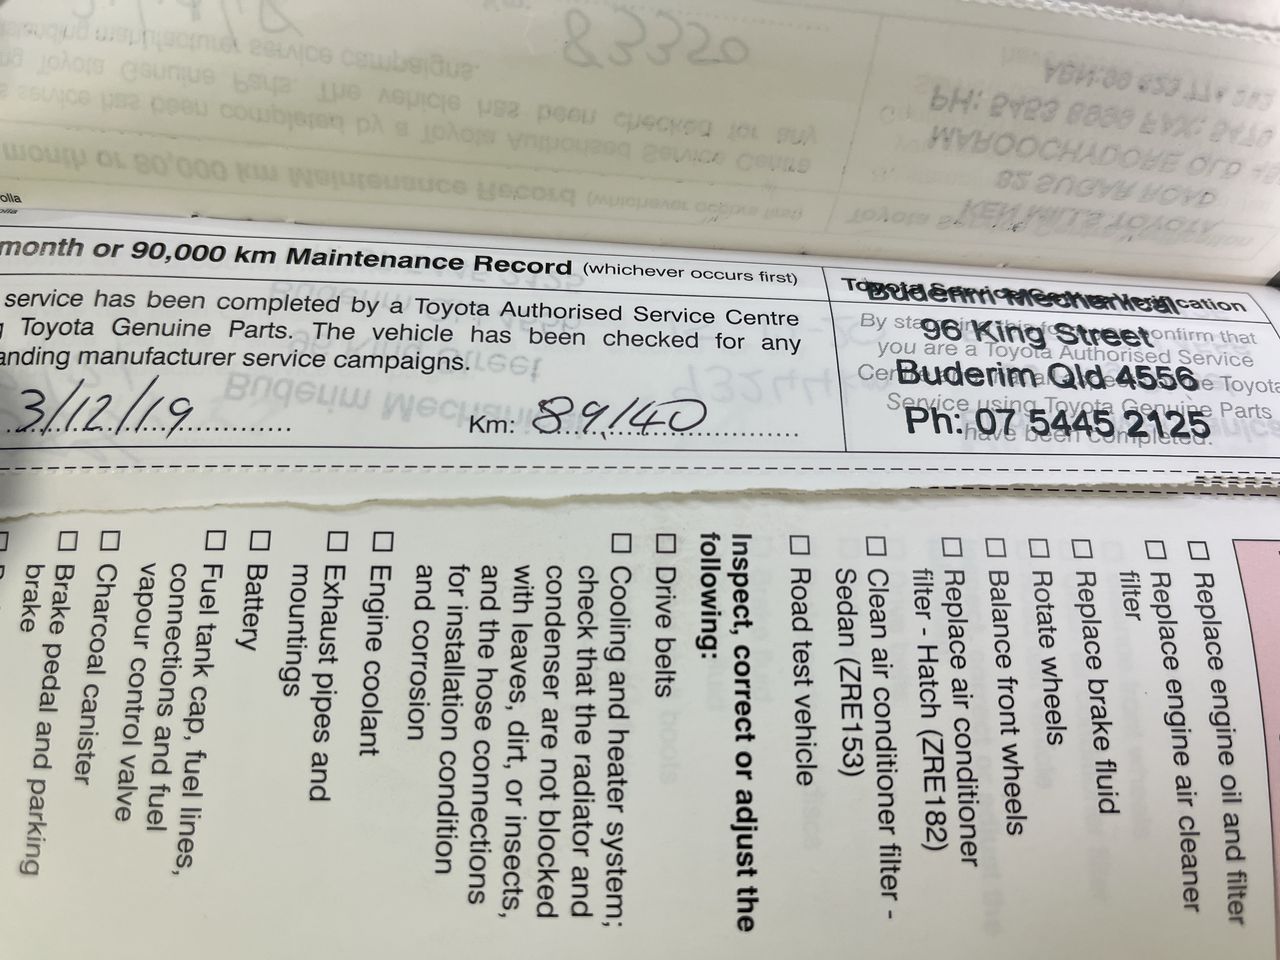 83320
olla
month or 90,000 km Maintenance Record (whichever occurs first)
service has been completed by a Toyota Authorised Service Centre
Toyota Genuine Parts. The vehicle has been checked for any
anding manufacturer service campaigns.
3/12/19 Km: 89140
Buderim Mechanical
96 King Street
Buderim Qld 4556
Ph: 07 5445 2125
By stamping this confirm that
you are a Toyota Authorised Service
Toyota
Service using Toyota Genuine Parts
have been completed.
☐ Replace engine oil and filter
☐ Replace engine air cleaner
filter
☐ Replace brake fluid
☐ Rotate wheels
☐ Balance front wheels
☐ Replace air conditioner
filter - Hatch (ZRE182)
☐ Clean air conditioner filter -
Sedan (ZRE153)
☐ Road test vehicle
Inspect, correct or adjust the
following:
☐ Drive belts
☐ Cooling and heater system;
check that the radiator and
condenser are not blocked
with leaves, dirt, or insects,
and the hose connections
for installation condition
and corrosion
☐ Engine coolant
☐ Exhaust pipes and
mountings
☐ Battery
☐ Fuel tank cap, fuel lines,
connections and fuel
vapour control valve
☐ Charcoal canister
☐ Brake pedal and parking
brake